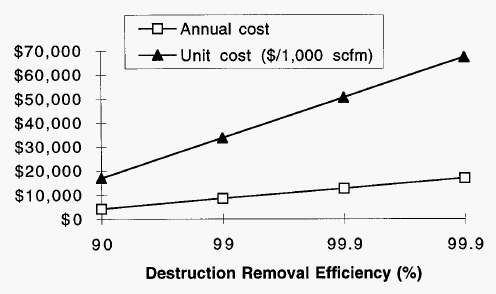 Annual cost
Unit cost ($/1,000 scfm)
$70,000
$60,000
$50,000
$40,000
$30,000
$20,000
$10,000
$0
90 99 99.9 99.9
Destruction Removal Efficiency (%)